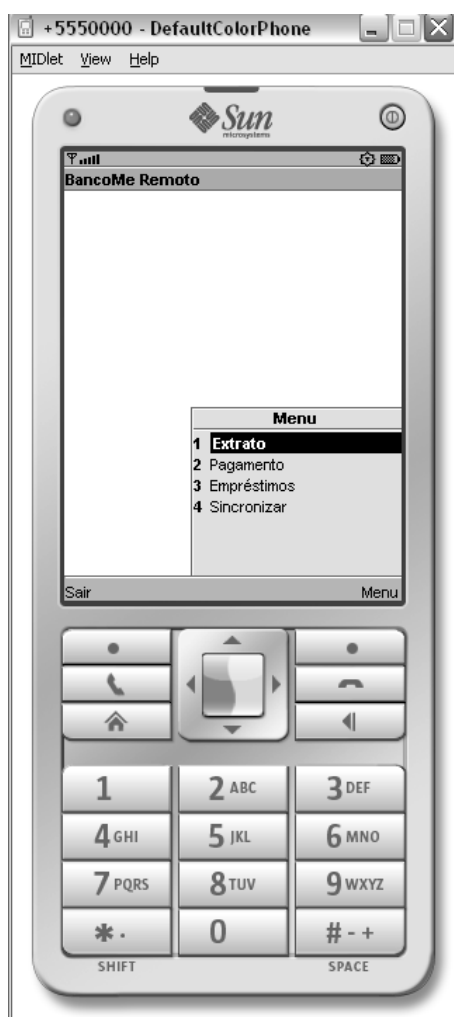 +5550000 - DefaultColorPhone
MIDlet View Help
Sun
microsystems
BancoMe Remoto
Menu
1 Extrato
2 Pagamento
3 Empréstimos
4 Sincronizar
Sair Menu
1 2 ABC 3 DEF
4 GHI 5 JKL 6 MNO
7 PQRS 8 TUV 9 WXYZ
* . 0 # - +
SHIFT SPACE